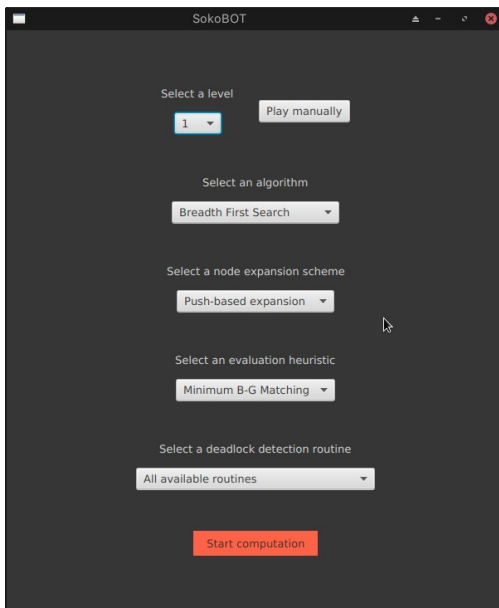 SokoBOT
Select a level
1
Play manually
Select an algorithm
Breadth First Search
Select a node expansion scheme
Push-based expansion
Select an evaluation heuristic
Minimum B-G Matching
Select a deadlock detection routine
All available routines
Start computation